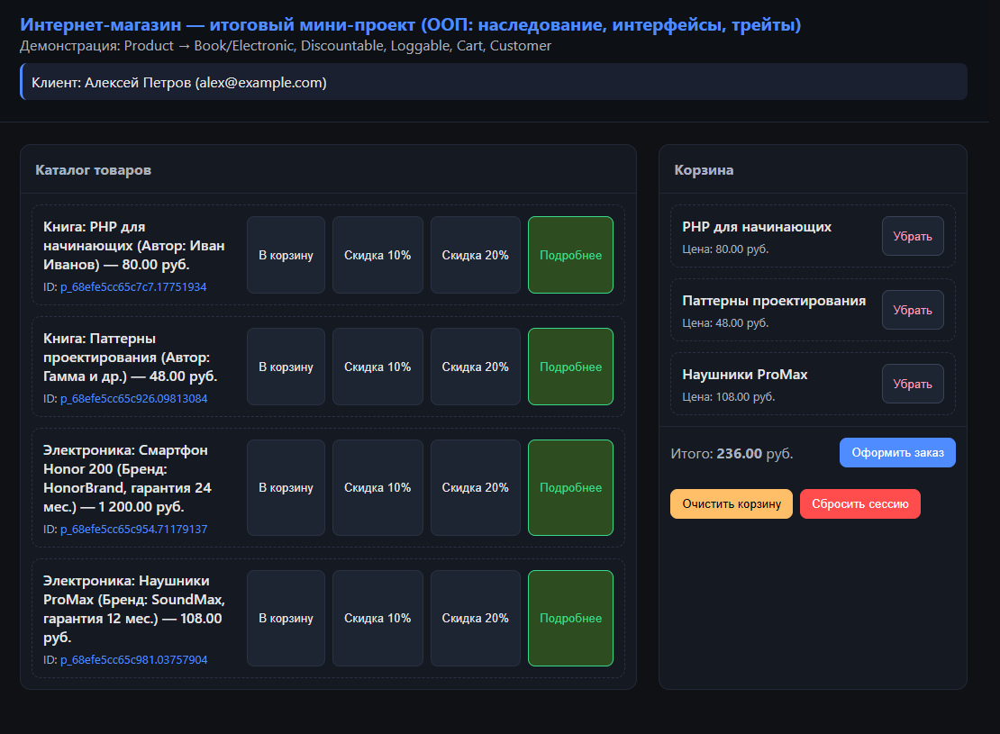 Интернет-магазин — итоговый мини-проект (ООП: наследование, интерфейсы, трейты)
Демонстрация: Product → Book/Electronic, Discountable, Loggable, Cart, Customer
Клиент: Алексей Петров (alex@example.com)
Каталог товаров
Книга: PHP для
начинающих (Автор: Иван
Иванов) — 80.00 руб.
ID: p_68efe5cc65c7c7.17751934
В корзину
Скидка 10%
Скидка 20%
Подробнее
Книга: Паттерны
проектирования (Автор:
Гамма и др.) — 48.00 руб.
ID: p_68efe5cc65c926.09813084
В корзину
Скидка 10%
Скидка 20%
Подробнее
Электроника: Смартфон
Honor 200 (Бренд:
HonorBrand, гарантия 24
мес.) — 1 200.00 руб.
ID: p_68efe5cc65c954.71179137
В корзину
Скидка 10%
Скидка 20%
Подробнее
Электроника: Наушники
ProMax (Бренд: SoundMax,
гарантия 12 мес.) — 108.00
руб.
ID: p_68efe5cc65c981.03757904
В корзину
Скидка 10%
Скидка 20%
Подробнее
Корзина
PHP для начинающих
Цена: 80.00 руб.
Убрать
Паттерны проектирования
Цена: 48.00 руб.
Убрать
Наушники ProMax
Цена: 108.00 руб.
Убрать
Итого: 236.00 руб.
Оформить заказ
Очистить корзину
Сбросить сессию